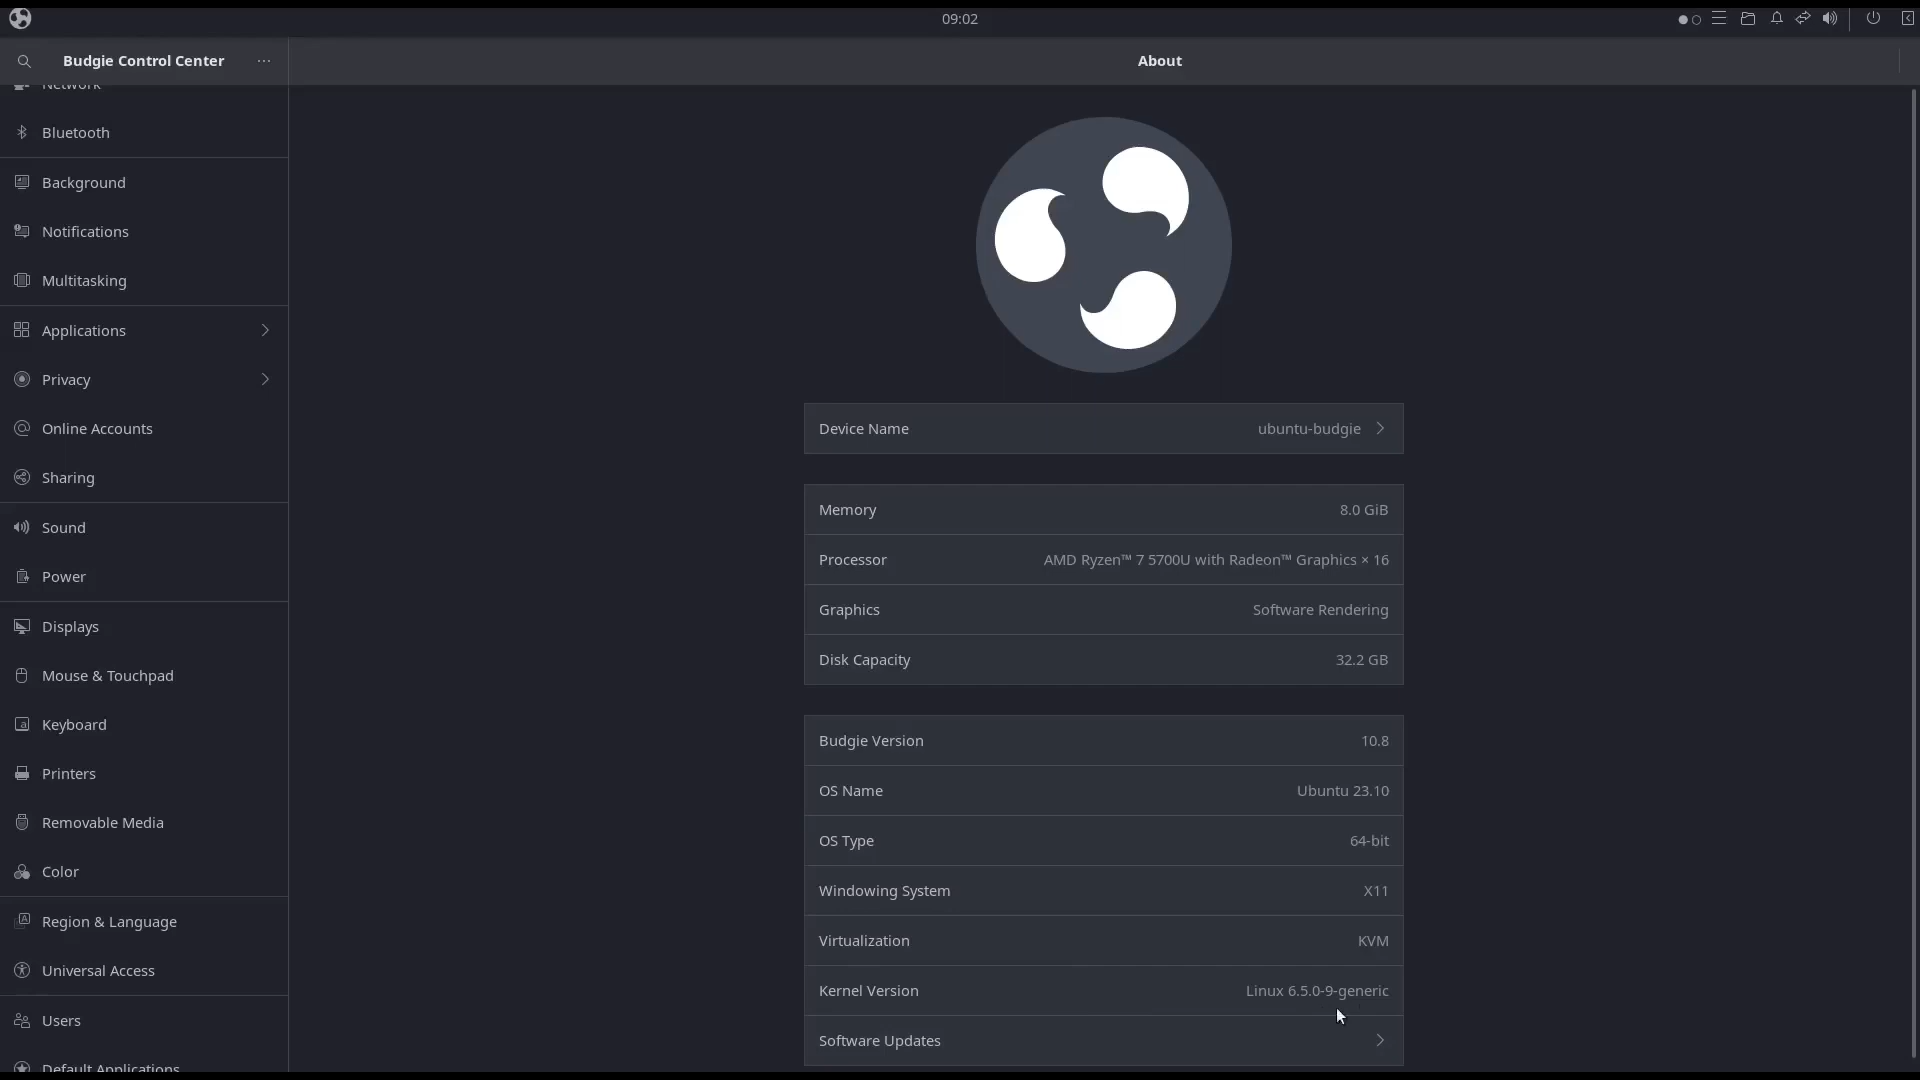 09:02
Budgie Control Center
About
Network
Bluetooth
Background
Notifications
Multitasking
Applications
Privacy
Online Accounts
Sharing
Sound
Power
Displays
Mouse & Touchpad
Keyboard
Printers
Removable Media
Color
Region & Language
Universal Access
Users
Default Applications
Device Name ubuntu-budgie
Memory 8.0 GiB
Processor AMD Ryzen™ 7 5700U with Radeon™ Graphics × 16
Graphics Software Rendering
Disk Capacity 32.2 GB
Budgie Version 10.8
OS Name Ubuntu 23.10
OS Type 64-bit
Windowing System X11
Virtualization KVM
Kernel Version Linux 6.5.0-9-generic
Software Updates